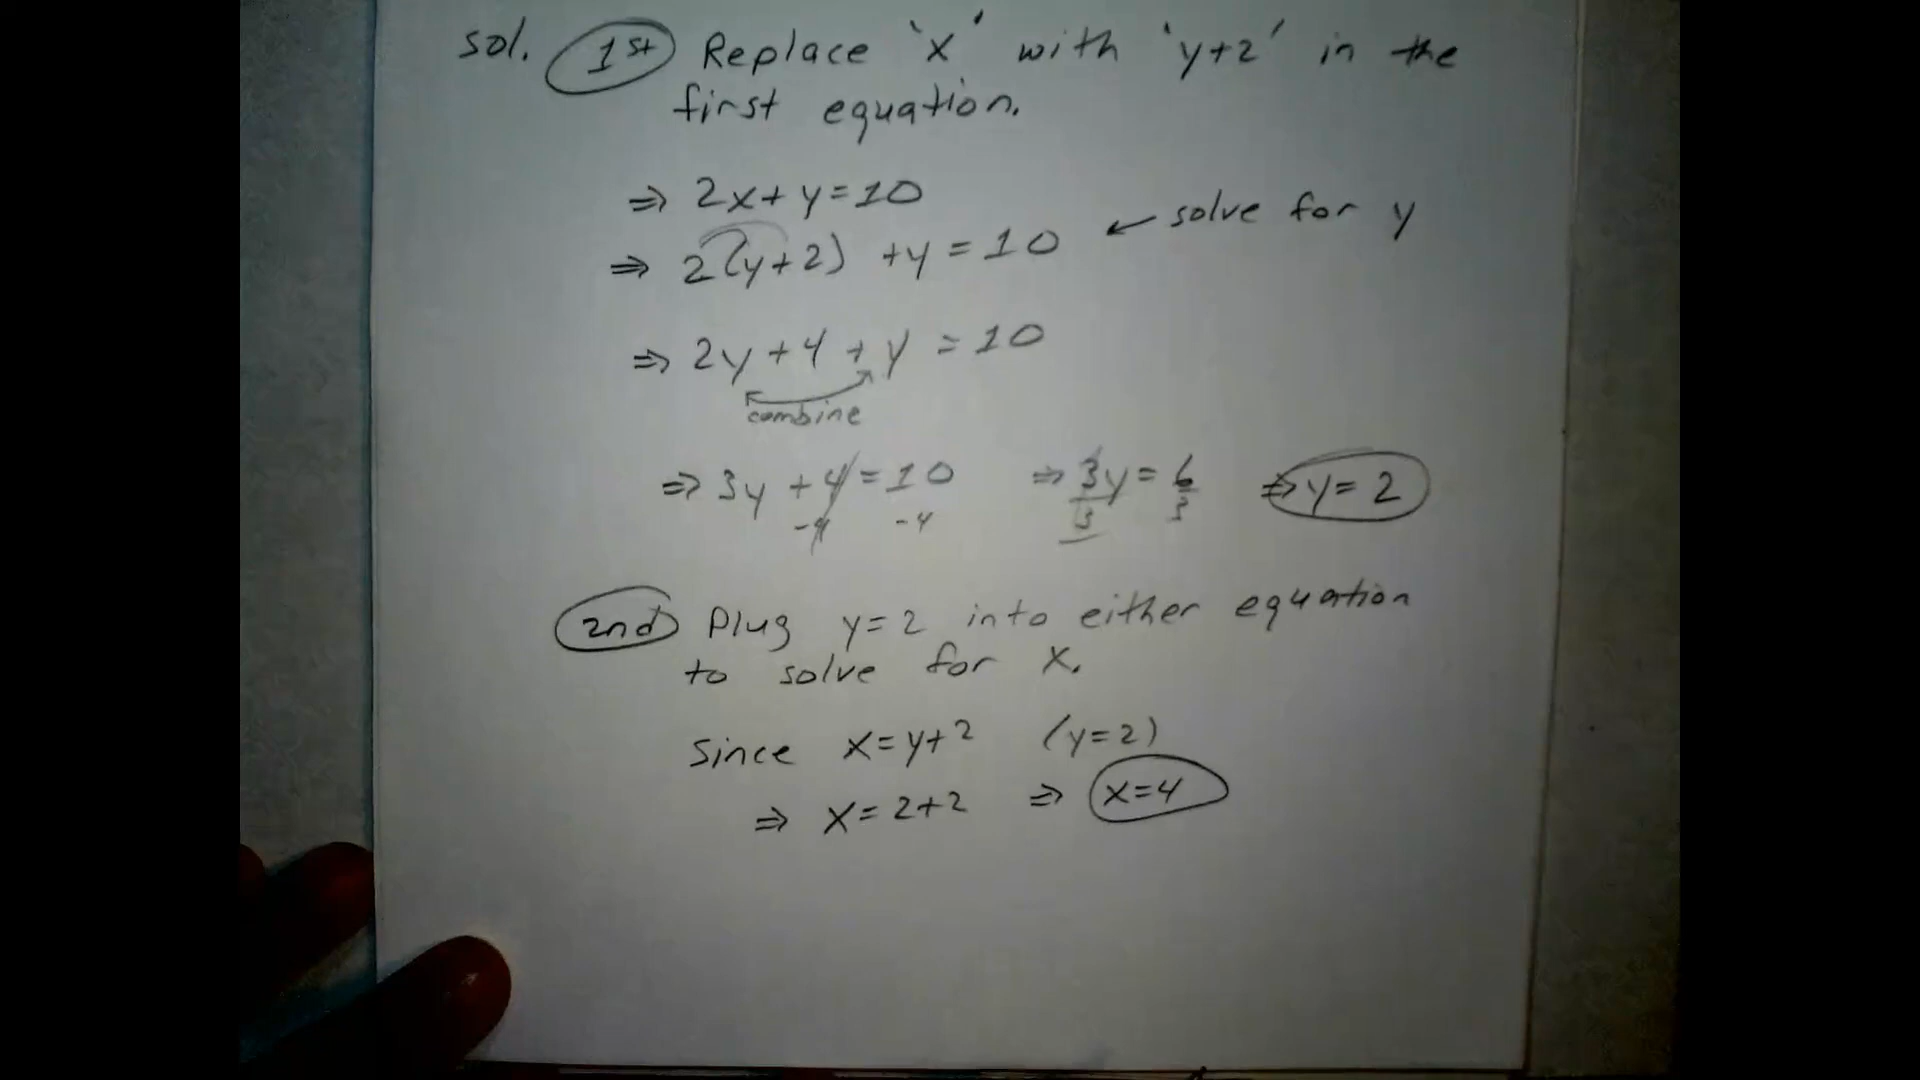 sol. 1st Replace 'x' with 'y+2' in the
first equation.
⇒ 2x+y=10
⇒ 2(y+2) +y=10 ← solve for y
⇒ 2y+4+y=10
combine
⇒ 3y+4=10 ⇒ 3y=6 ⇒ y=2
-4 -4 3 3
2nd Plug y=2 into either equation
to solve for x.
Since x=y+2 (y=2)
⇒ x=2+2 ⇒ x=4